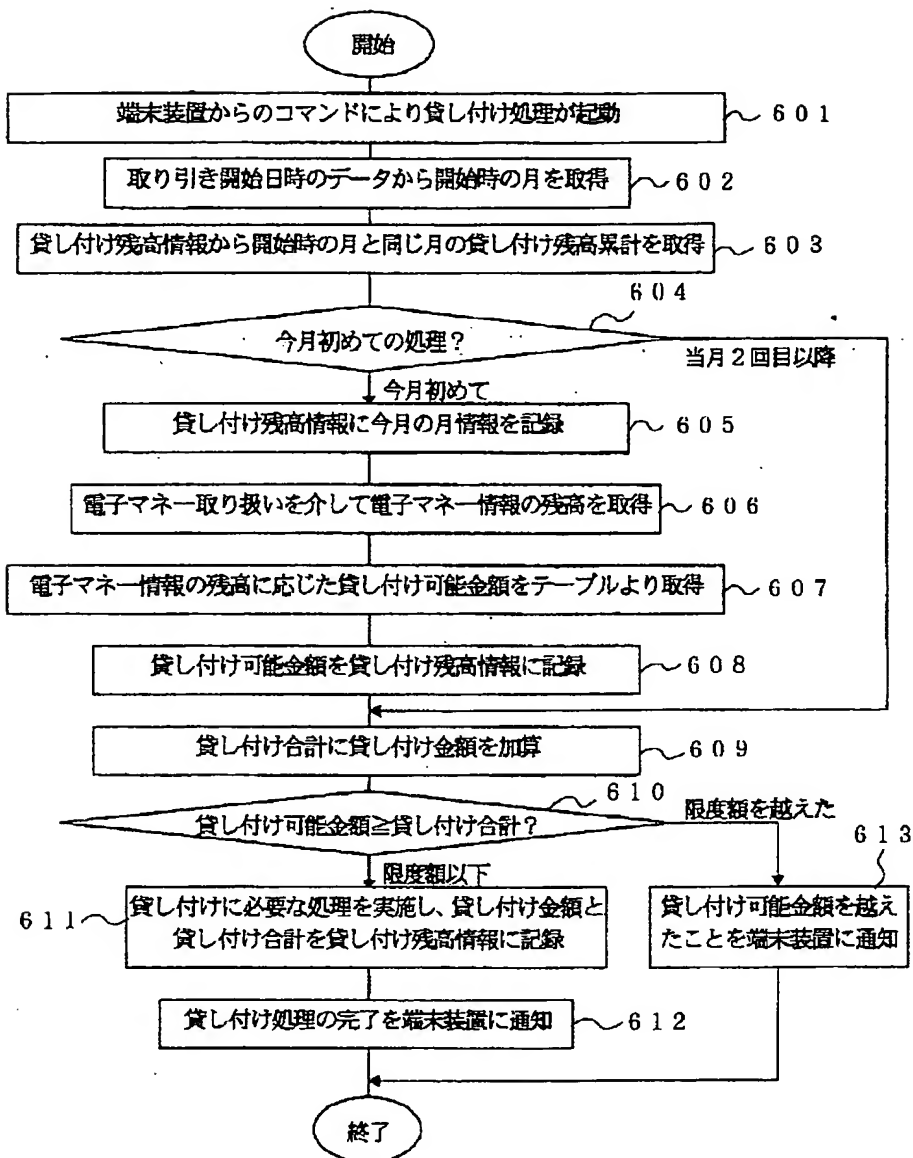 開始
端末装置からのコマンドにより貸し付け処理が起動
601
取り引き開始日時のデータから開始時の月を取得
602
貸し付け残高情報から開始時の月と同じ月の貸し付け残高累計を取得
603
604
今月初めての処理？
当月２回目以降
今月初めて
貸し付け残高情報に今月の月情報を記録
605
電子マネー取り扱いを介して電子マネー情報の残高を取得
606
電子マネー情報の残高に応じた貸し付け可能金額をテーブルより取得
607
貸し付け可能金額を貸し付け残高情報に記録
608
貸し付け合計に貸し付け金額を加算
609
610
貸し付け可能金額≧貸し付け合計？
限度額を越えた
613
限度額以下
611
貸し付けに必要な処理を実施し、貸し付け金額と
貸し付け合計を貸し付け残高情報に記録
貸し付け可能金額を越え
たことを端末装置に通知
貸し付け処理の完了を端末装置に通知
612
終了